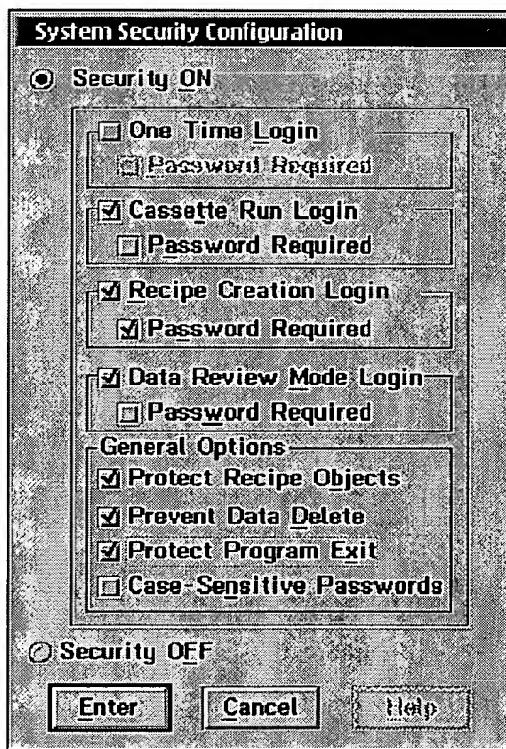 System Security Configuration
Security ON
One Time Login
Password Required
Cassette Run Login
Password Required
Recipe Creation Login
Password Required
Data Review Mode Login
Password Required
General Options
Protect Recipe Objects
Prevent Data Delete
Protect Program Exit
Case-Sensitive Passwords
Security OFF
Enter Cancel Help